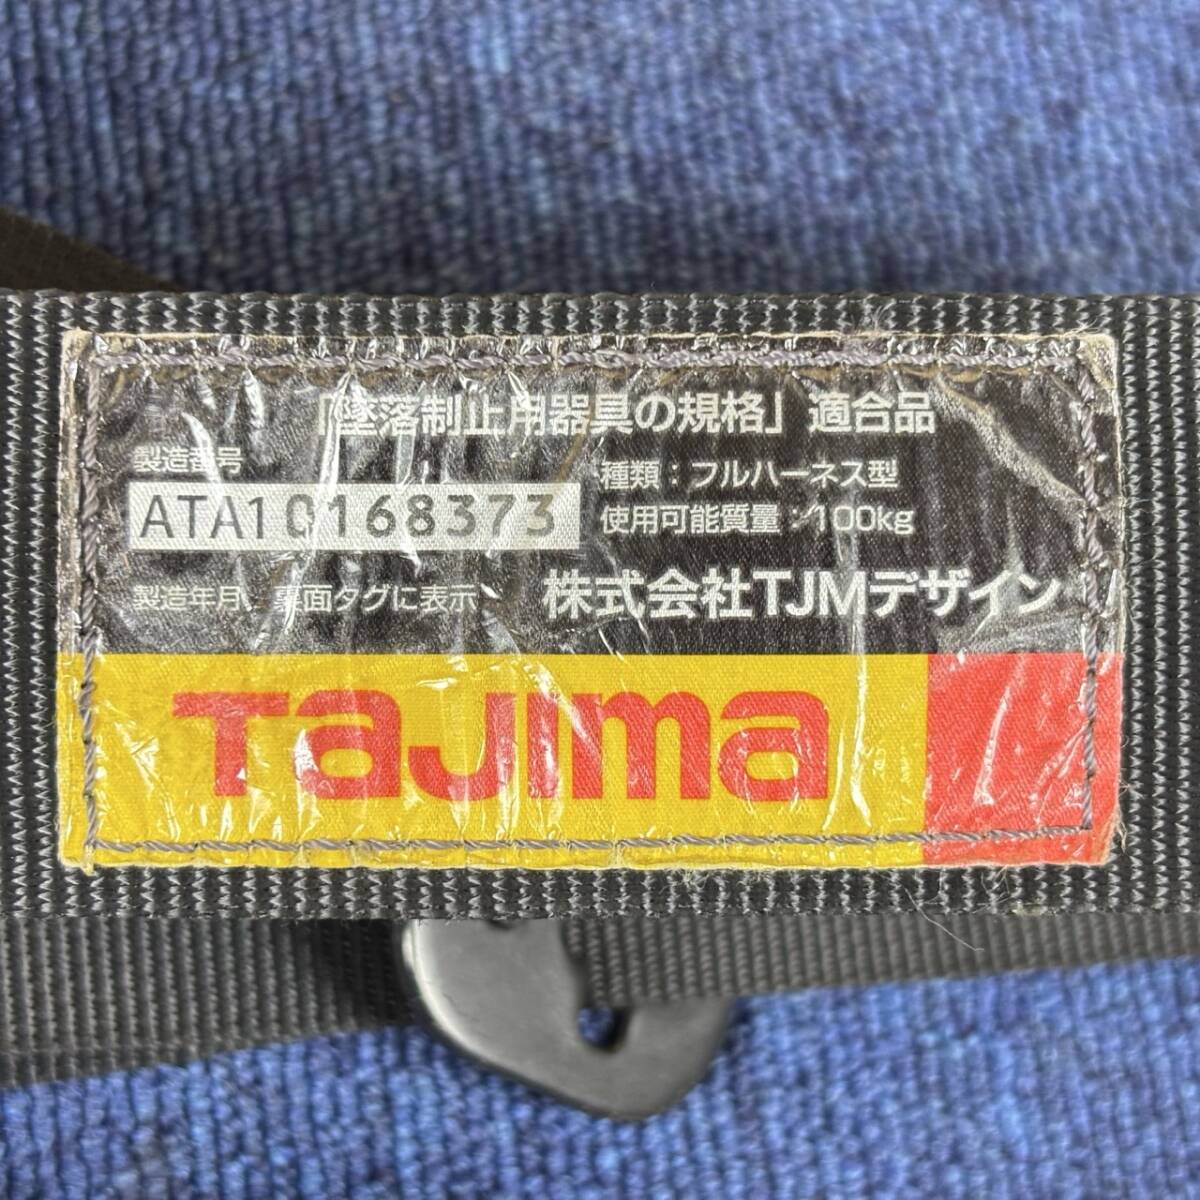 「墜落制止用器具の規格」適合品
製造番号
ATA10168373
種類：フルハーネス型
使用可能質量：100kg
製造年月　裏面タグに表示
株式会社TJMデザイン
TaJima